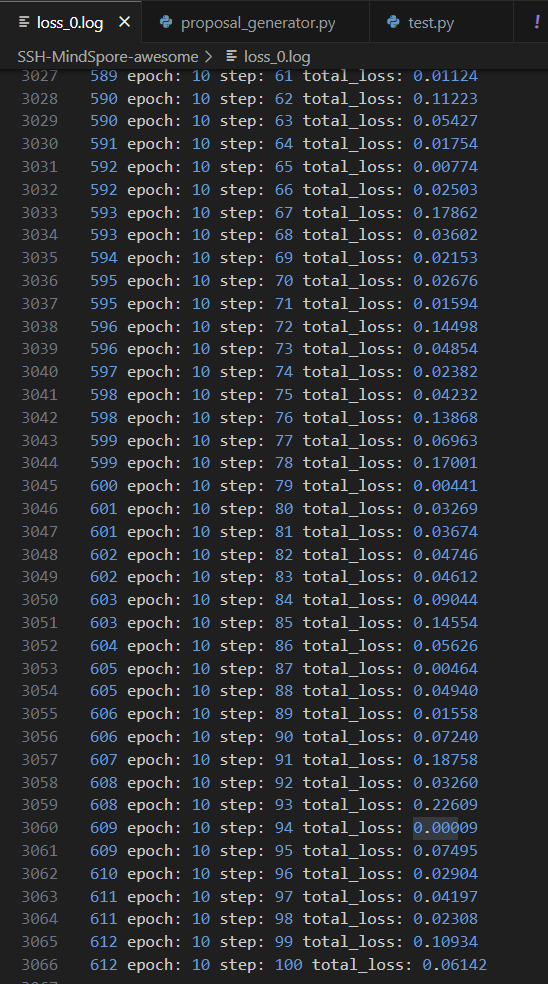 loss_0.log × proposal_generator.py test.py !
SSH-MindSpore-awesome > loss_0.log
3027 589 epoch: 10 step: 61 total_loss: 0.01124
3028 590 epoch: 10 step: 62 total_loss: 0.11223
3029 590 epoch: 10 step: 63 total_loss: 0.05427
3030 591 epoch: 10 step: 64 total_loss: 0.01754
3031 592 epoch: 10 step: 65 total_loss: 0.00774
3032 592 epoch: 10 step: 66 total_loss: 0.02503
3033 593 epoch: 10 step: 67 total_loss: 0.17862
3034 593 epoch: 10 step: 68 total_loss: 0.03602
3035 594 epoch: 10 step: 69 total_loss: 0.02153
3036 595 epoch: 10 step: 70 total_loss: 0.02676
3037 595 epoch: 10 step: 71 total_loss: 0.01594
3038 596 epoch: 10 step: 72 total_loss: 0.14498
3039 596 epoch: 10 step: 73 total_loss: 0.04854
3040 597 epoch: 10 step: 74 total_loss: 0.02382
3041 598 epoch: 10 step: 75 total_loss: 0.04232
3042 598 epoch: 10 step: 76 total_loss: 0.13868
3043 599 epoch: 10 step: 77 total_loss: 0.06963
3044 599 epoch: 10 step: 78 total_loss: 0.17001
3045 600 epoch: 10 step: 79 total_loss: 0.00441
3046 601 epoch: 10 step: 80 total_loss: 0.03269
3047 601 epoch: 10 step: 81 total_loss: 0.03674
3048 602 epoch: 10 step: 82 total_loss: 0.04746
3049 602 epoch: 10 step: 83 total_loss: 0.04612
3050 603 epoch: 10 step: 84 total_loss: 0.09044
3051 603 epoch: 10 step: 85 total_loss: 0.14554
3052 604 epoch: 10 step: 86 total_loss: 0.05626
3053 605 epoch: 10 step: 87 total_loss: 0.00464
3054 605 epoch: 10 step: 88 total_loss: 0.04940
3055 606 epoch: 10 step: 89 total_loss: 0.01558
3056 606 epoch: 10 step: 90 total_loss: 0.07240
3057 607 epoch: 10 step: 91 total_loss: 0.18758
3058 608 epoch: 10 step: 92 total_loss: 0.03260
3059 608 epoch: 10 step: 93 total_loss: 0.22609
3060 609 epoch: 10 step: 94 total_loss: 0.00009
3061 609 epoch: 10 step: 95 total_loss: 0.07495
3062 610 epoch: 10 step: 96 total_loss: 0.02904
3063 611 epoch: 10 step: 97 total_loss: 0.04197
3064 611 epoch: 10 step: 98 total_loss: 0.02308
3065 612 epoch: 10 step: 99 total_loss: 0.10934
3066 612 epoch: 10 step: 100 total_loss: 0.06142